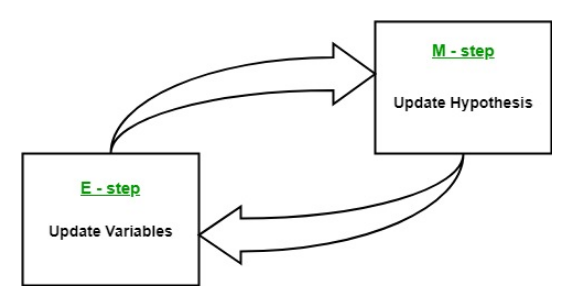 M - step
Update Hypothesis
E - step
Update Variables